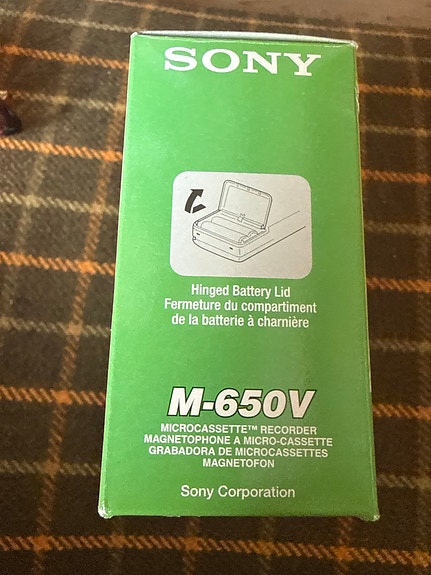 SONY
Hinged Battery Lid
Fermeture du compartiment
de la batterie à charnière
M-650V
MICROCASSETTE™ RECORDER
MAGNETOPHONE A MICRO-CASSETTE
GRABADORA DE MICROCASSETTES
MAGNETOFON
Sony Corporation